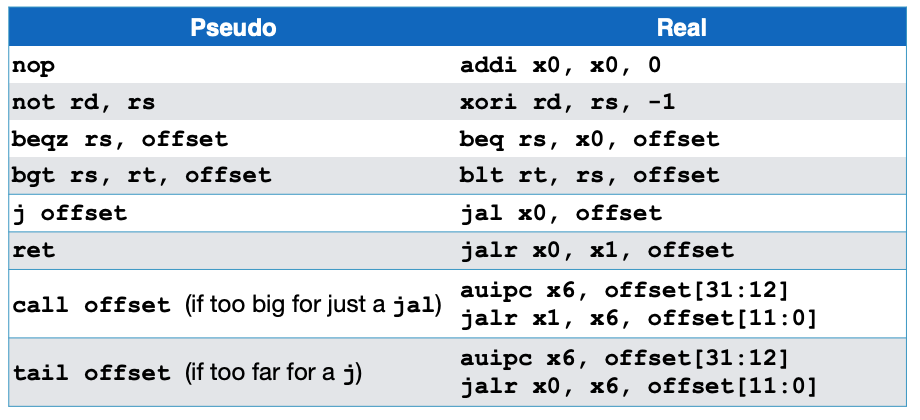 Pseudo Real
nop addi x0, x0, 0
not rd, rs xori rd, rs, -1
beqz rs, offset beq rs, x0, offset
bgt rs, rt, offset blt rt, rs, offset
j offset jal x0, offset
ret jalr x0, x1, offset
call offset (if too big for just a jal) auipc x6, offset[31:12]
jalr x1, x6, offset[11:0]
tail offset (if too far for a j) auipc x6, offset[31:12]
jalr x0, x6, offset[11:0]